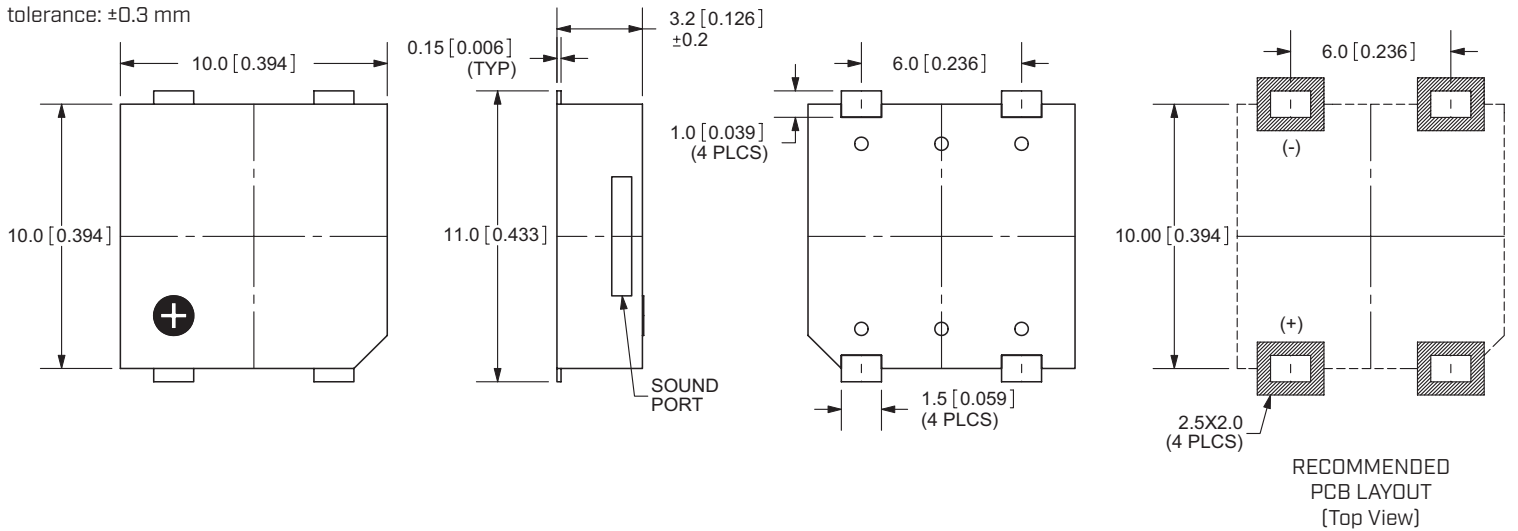 tolerance: ±0.3 mm
10.0 [0.394]
10.0 [0.394]
0.15 [0.006]
(TYP)
3.2 [0.126]
±0.2
11.0 [0.433]
SOUND
PORT
6.0 [0.236]
1.0 [0.039]
(4 PLCS)
1.5 [0.059]
(4 PLCS)
6.0 [0.236]
(-)
10.00 [0.394]
(+)
2.5X2.0
(4 PLCS)
RECOMMENDED
PCB LAYOUT
(Top View)